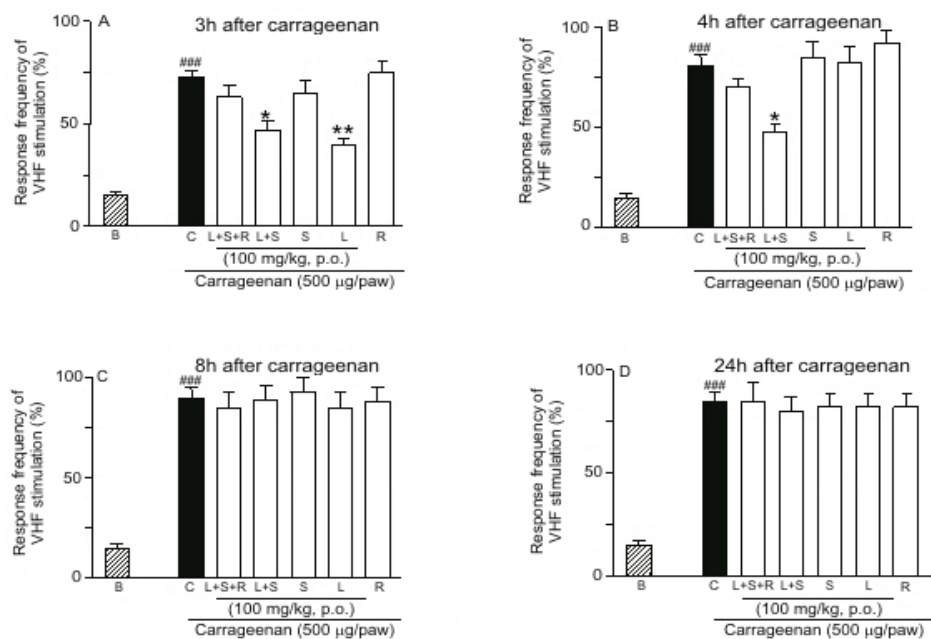 A
3h after carrageenan
Response frequency of
VHF stimulation (%)
100
50
0
###
*
**
B
C
L+S+R
L+S
S
L
R
(100 mg/kg, p.o.)
Carrageenan (500 µg/paw)
B
4h after carrageenan
Response frequency of
VHF stimulation (%)
100
50
0
###
*
B
C
L+S+R
L+S
S
L
R
(100 mg/kg, p.o.)
Carrageenan (500 µg/paw)
C
8h after carrageenan
Response frequency of
VHF stimulation (%)
100
50
0
###
B
C
L+S+R
L+S
S
L
R
(100 mg/kg, p.o.)
Carrageenan (500 µg/paw)
D
24h after carrageenan
Response frequency of
VHF stimulation (%)
100
50
0
###
B
C
L+S+R
L+S
S
L
R
(100 mg/kg, p.o.)
Carrageenan (500 µg/paw)